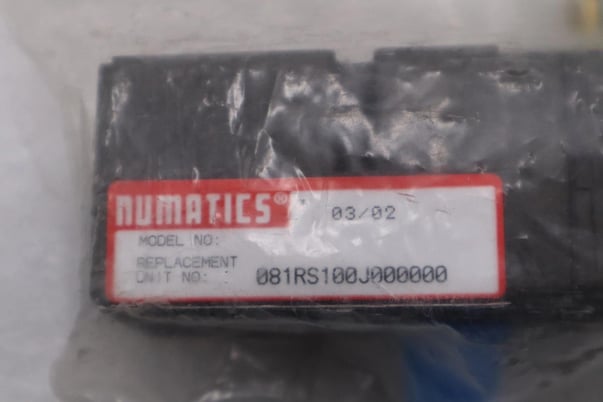 NUMATICS® 03/02
MODEL NO:
REPLACEMENT
UNIT NO: 081RS100J000000